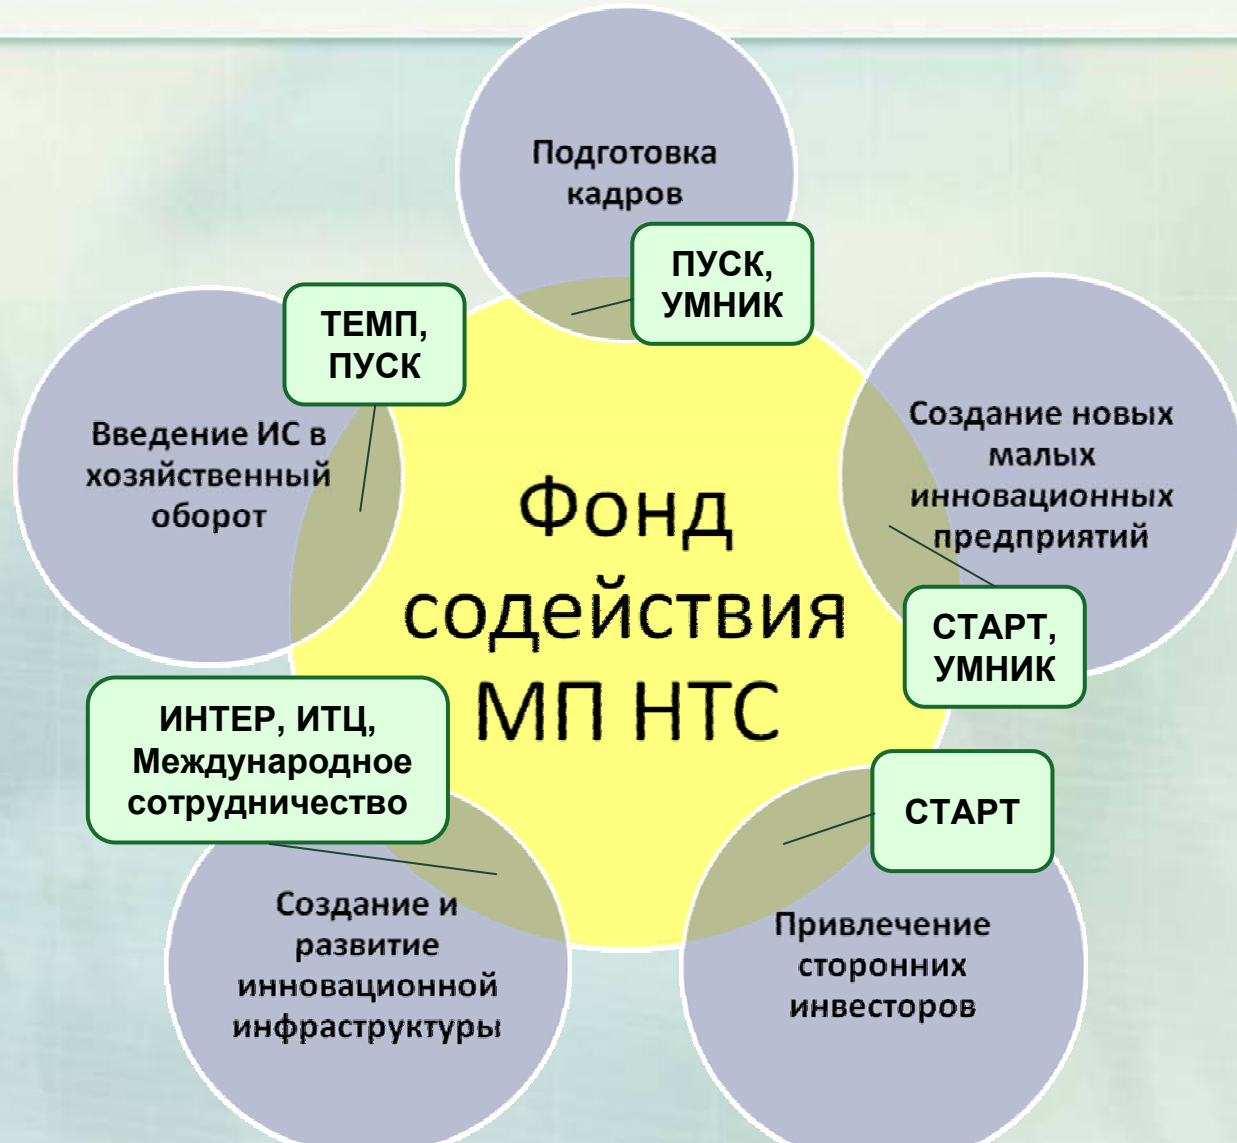 Подготовка
кадров
ПУСК,
УМНИК
ТЕМП,
ПУСК
Введение ИС в
хозяйственный
оборот
Создание новых
малых
инновационных
предприятий
Фонд
содействия
МП НТС
СТАРТ,
УМНИК
ИНТЕР, ИТЦ,
Международное
сотрудничество
СТАРТ
Создание и
развитие
инновационной
инфраструктуры
Привлечение
сторонних
инвесторов